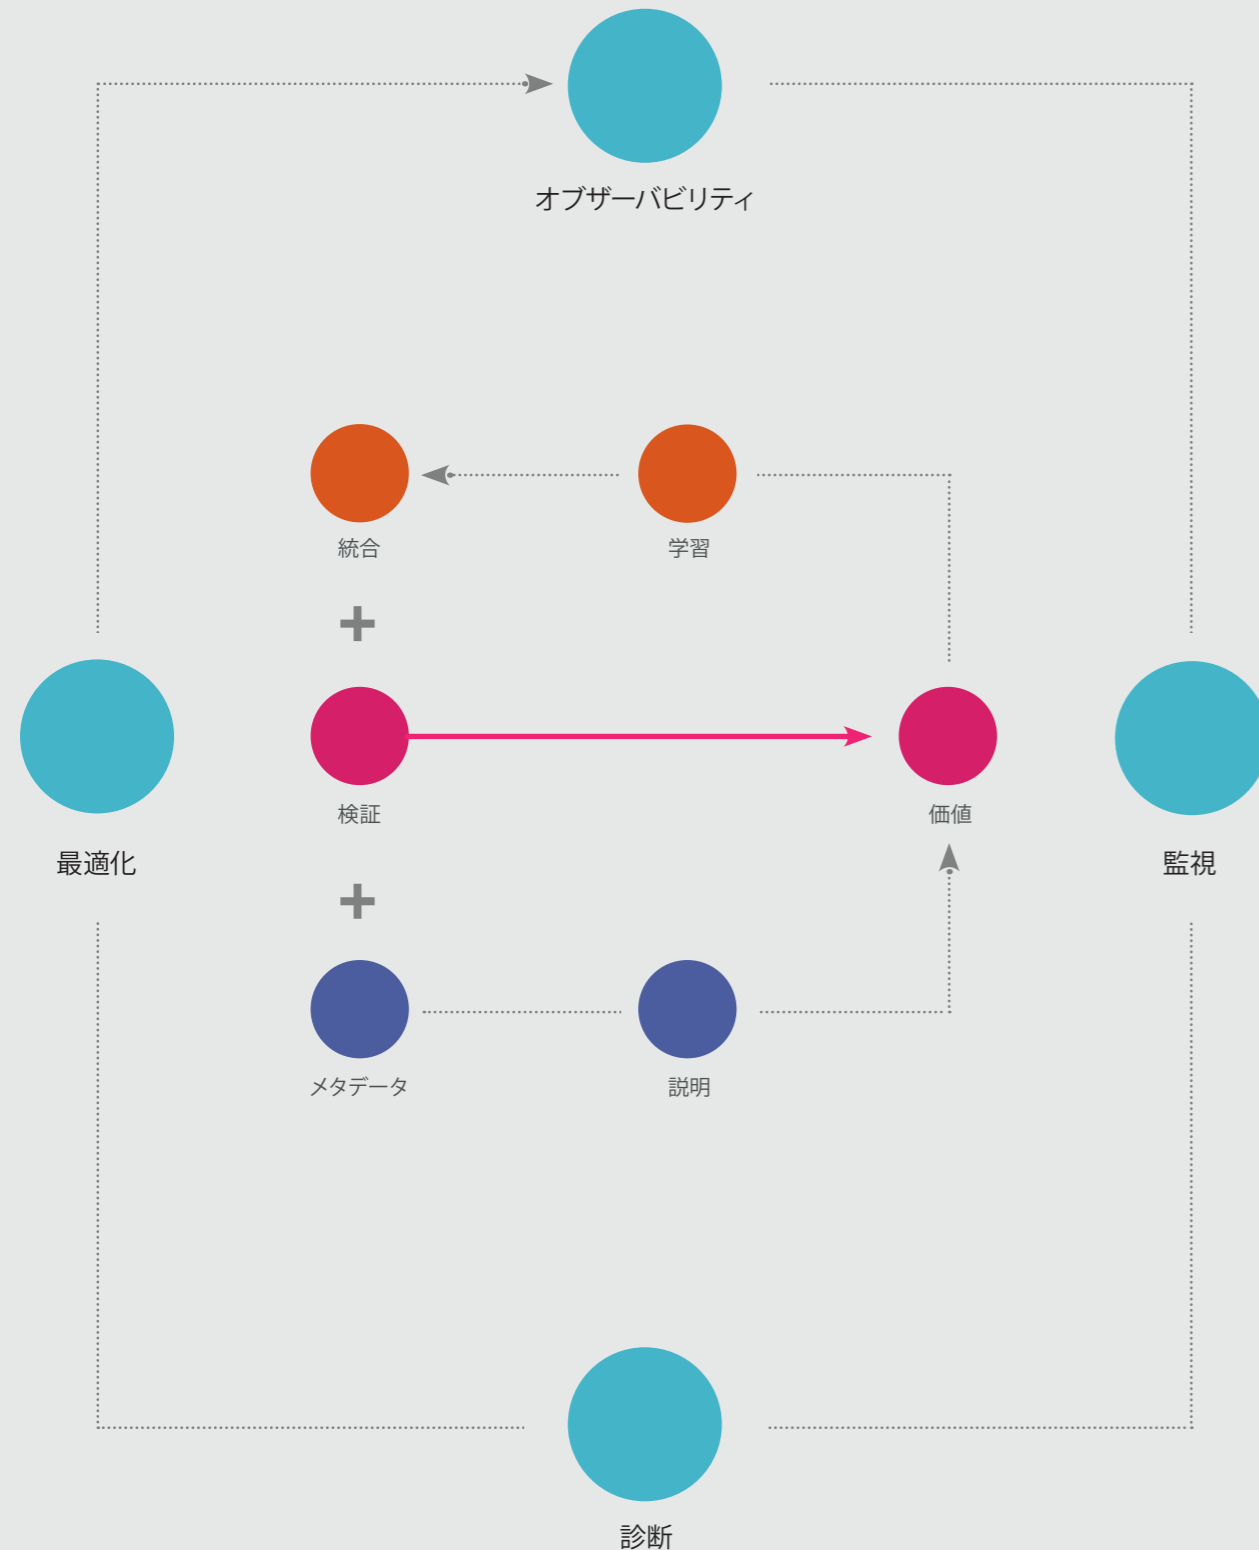 オブザーバビリティ
統合
学習
+
検証
価値
最適化
監視
+
メタデータ
説明
診断